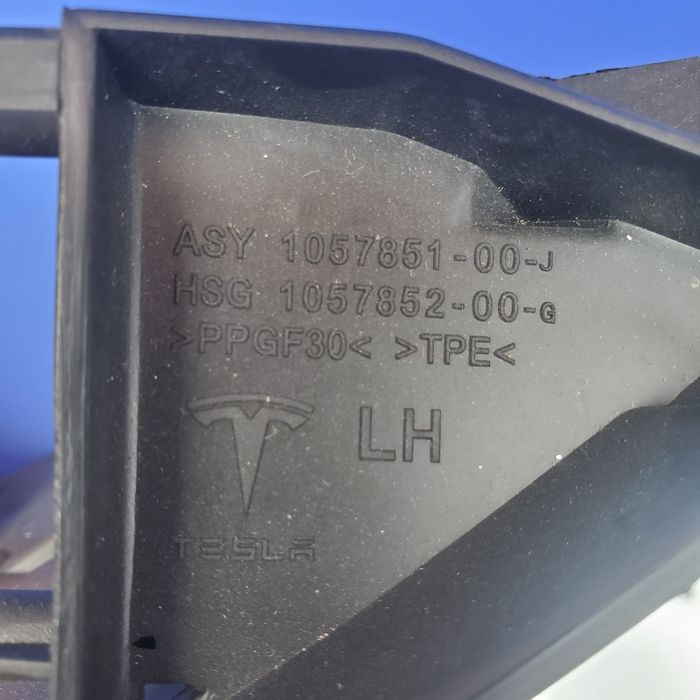 ASY 1057851-00-J
HSG 1057852-00-G
>PPGF30< >TPE<
LH
TESLA